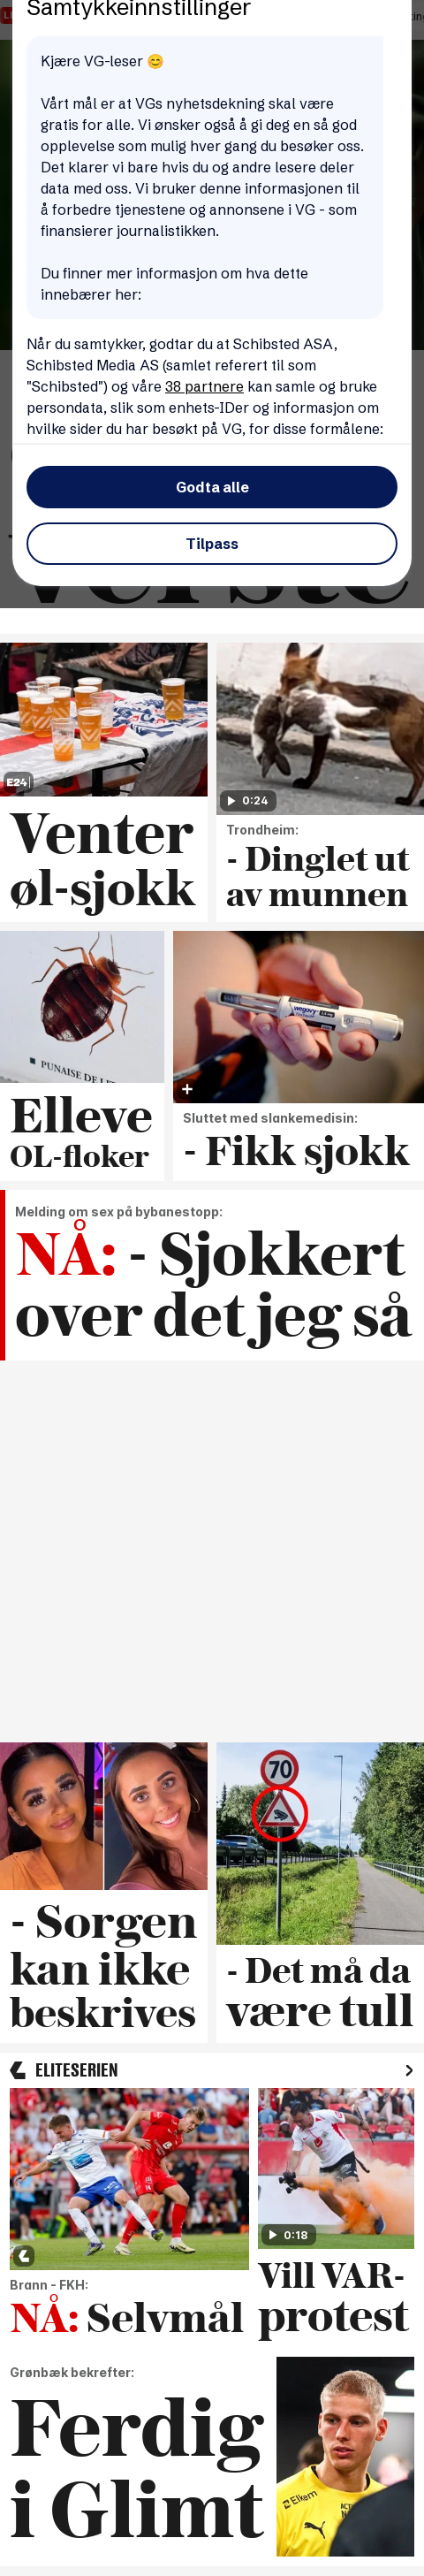 Samtykkeinnstillinger
Kjære VG-leser 😊
Vårt mål er at VGs nyhetsdekning skal være
gratis for alle. Vi ønsker også å gi deg en så god
opplevelse som mulig hver gang du besøker oss.
Det klarer vi bare hvis du og andre lesere deler
data med oss. Vi bruker denne informasjonen til
å forbedre tjenestene og annonsene i VG - som
finansierer journalistikken.
Du finner mer informasjon om hva dette
innebærer her:
Når du samtykker, godtar du at Schibsted ASA,
Schibsted Media AS (samlet referert til som
"Schibsted") og våre 38 partnere kan samle og bruke
persondata, slik som enhets-IDer og informasjon om
hvilke sider du har besøkt på VG, for disse formålene:
Godta alle
Tilpass
E24
Venter
øl-sjokk
0:24
Trondheim:
- Dinglet ut
av munnen
PUNAISE DE LIT
Elleve
OL-floker
wegovy
Sluttet med slankemedisin:
- Fikk sjokk
Melding om sex på bybanestopp:
NÅ: - Sjokkert
over det jeg så
- Sorgen
kan ikke
beskrives
70
- Det må da
være tull
ELITESERIEN
Brann - FKH:
NÅ: Selvmål
0:18
Vill VAR-
protest
Grønbæk bekrefter:
Ferdig
i Glimt
Elkem